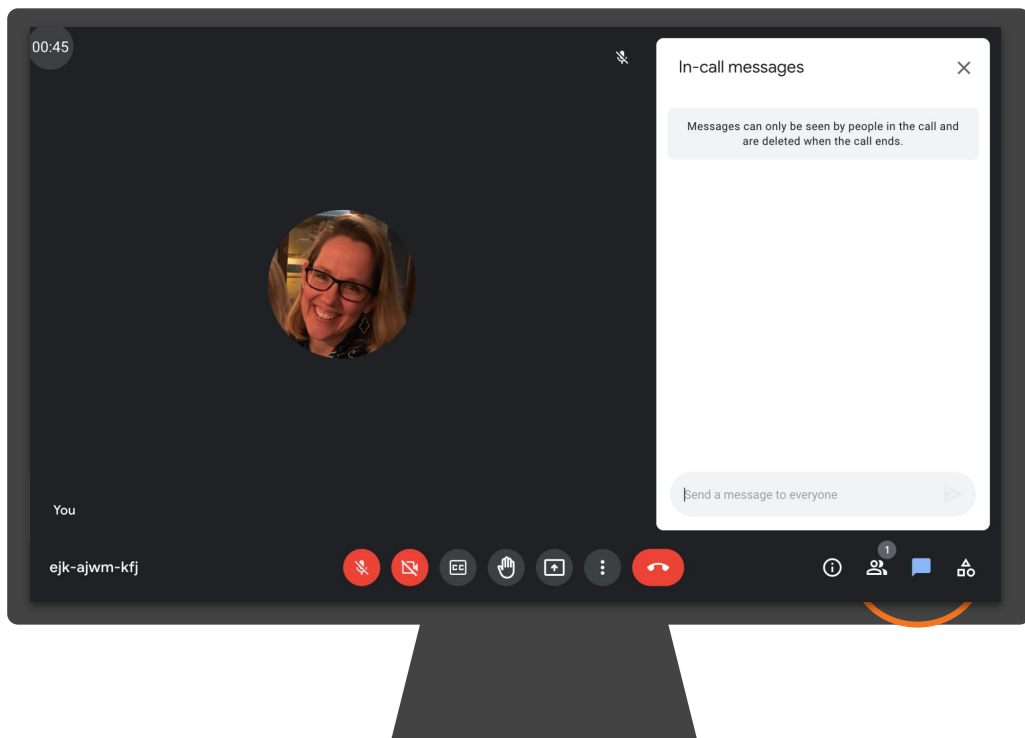 00:45
In-call messages
Messages can only be seen by people in the call and
are deleted when the call ends.
Send a message to everyone
You
ejk-ajwm-kfj
CC
1